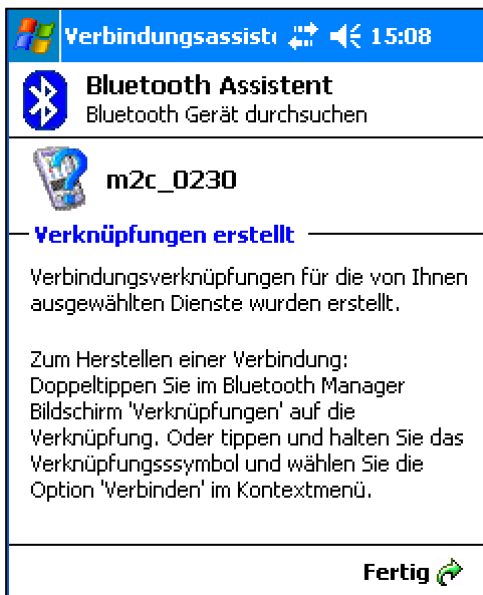 Verbindungsassiste 15:08
Bluetooth Assistent
Bluetooth Gerät durchsuchen
m2c_0230
Verknüpfungen erstellt
Verbindungsverknüpfungen für die von Ihnen
ausgewählten Dienste wurden erstellt.
Zum Herstellen einer Verbindung:
Doppeltippen Sie im Bluetooth Manager
Bildschirm 'Verknüpfungen' auf die
Verknüpfung. Oder tippen und halten Sie das
Verknüpfungsssymbol und wählen Sie die
Option 'Verbinden' im Kontextmenü.
Fertig